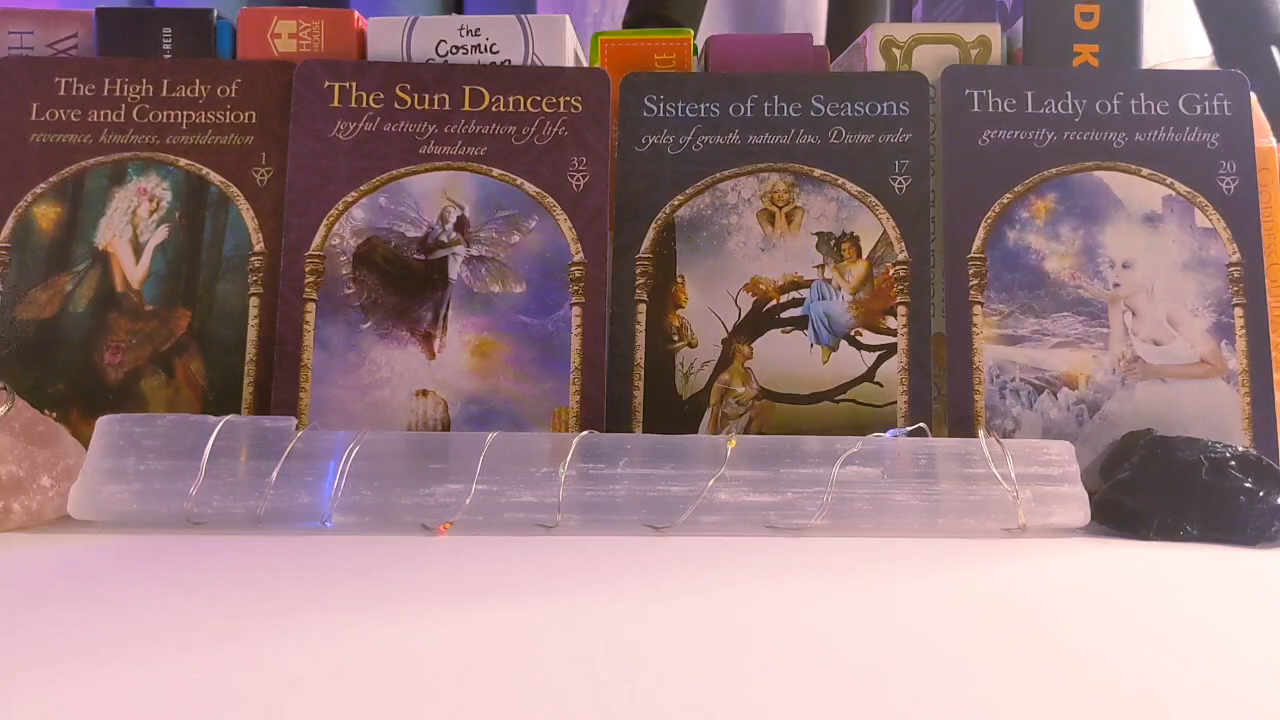 -REID
HAY
HOUSE
the
Cosmic
ICE
DK
The High Lady of
Love and Compassion
reverence, kindness, consideration
1
The Sun Dancers
joyful activity, celebration of life,
abundance
32
Sisters of the Seasons
cycles of growth, natural law, Divine order
17
The Lady of the Gift
generosity, receiving, withholding
20